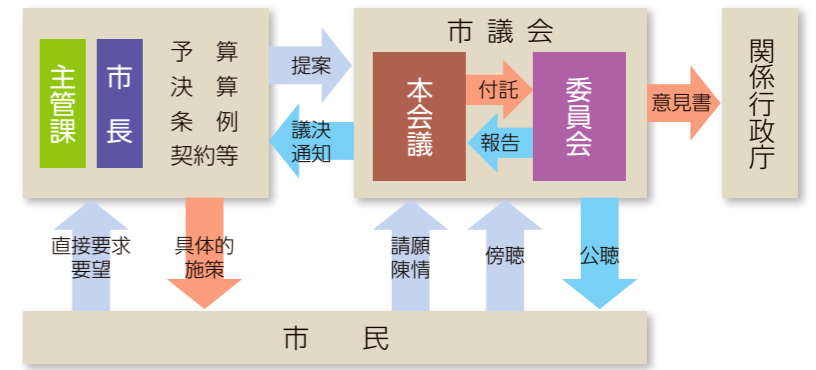 主管課
市長
予　算
決　算
条　例
契約等
提案
議決
通知
市 議 会
本会議
付託
報告
委員会
意見書
関係行政庁
直接要求
要望
具体的
施策
請願
陳情
傍聴
公聴
市　民